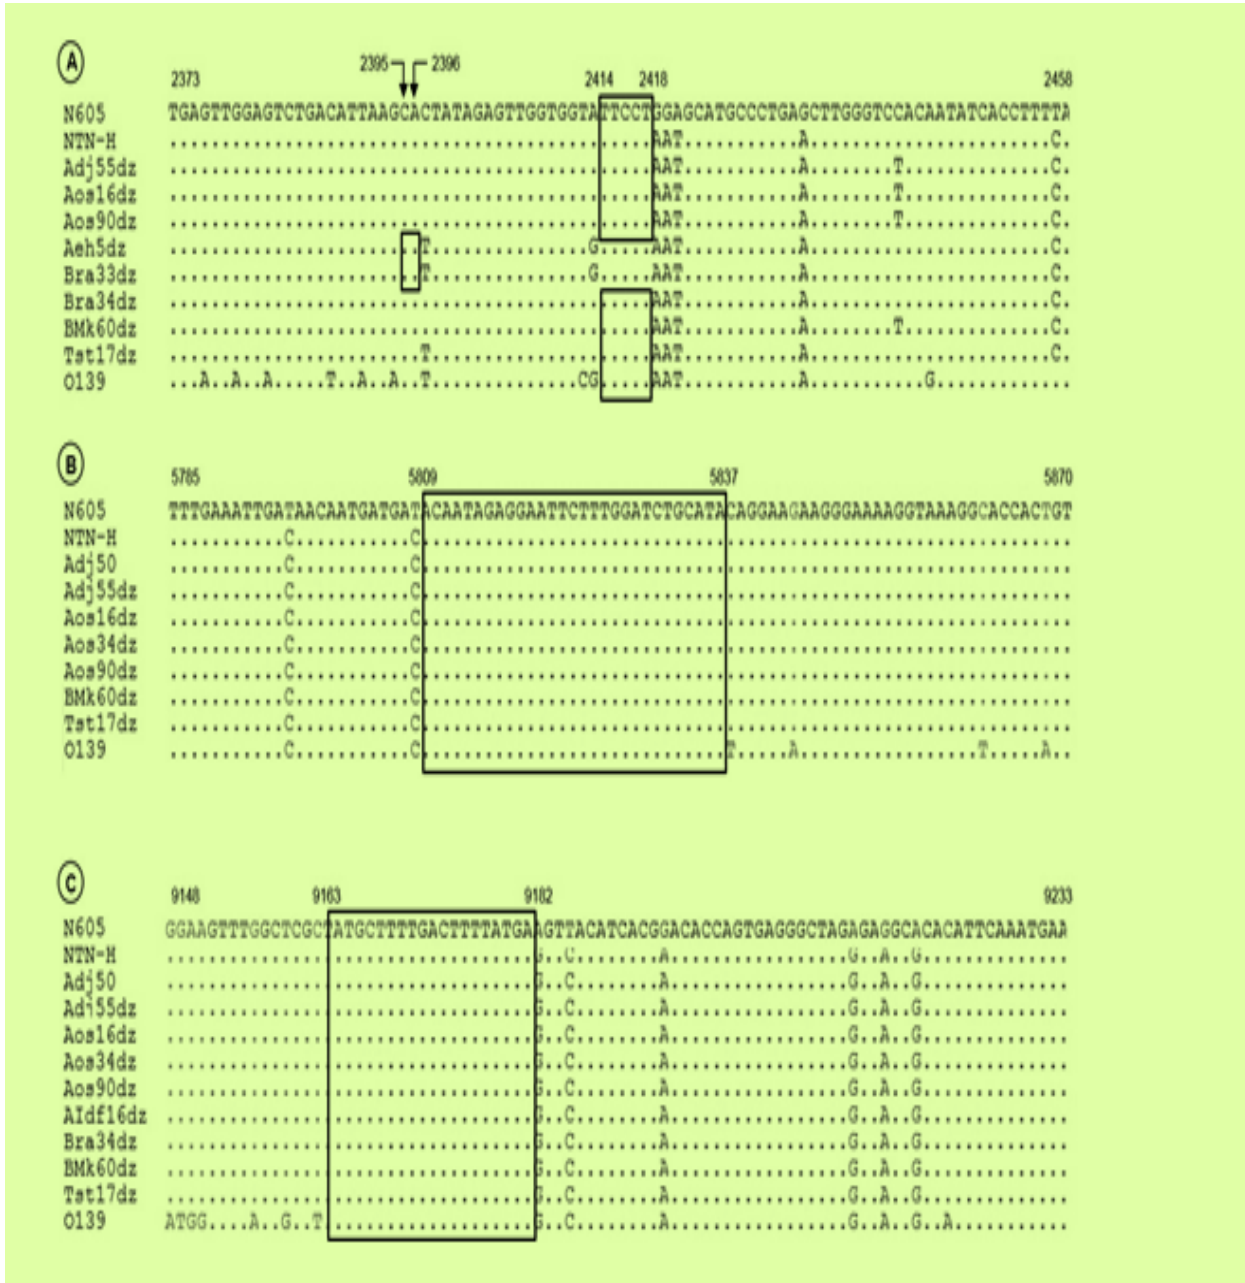 A
2395 2396
2373 2414 2418 2458
N605 TGAGTTGGAGTCTGACATTAAGCACTATAGAGTTGGTGGTATTCCTGGAGCATGCCCTGAGCTTGGGTCCACAATATCACCTTTTA
NTN-H ..............................................AAT...........A.......................C.
Adj55dz ..............................................AAT...........A........T..............C.
Aos16dz ..............................................AAT...........A........T..............C.
Aos90dz ..............................................AAT...........A........T..............C.
Aeh5dz ........................T...............G.....AAT...........A.......................C.
Bra33dz ........................T...............G.....AAT...........A.......................C.
Bra34dz ..............................................AAT...........A.......................C.
BMk60dz ..............................................AAT...........A........T..............C.
Tst17dz ........................T.....................AAT...........A.......................C.
O139 ...A..A..A.....T..A..A..T..............CG.....AAT...........A...........G.............
B
5785 5809 5837 5870
N605 TTTGAAATTGATAACAATGATGATACAATAGAGGAATTCTTTGGATCTGCATACAGGAAGAAGGGAAAAGGTAAAGGCACCACTGT
NTN-H ...........C...........C..............................................................
Adj50 ...........C...........C..............................................................
Adj55dz ...........C...........C..............................................................
Aos16dz ...........C...........C..............................................................
Aos34dz ...........C...........C..............................................................
Aos90dz ...........C...........C..............................................................
BMk60dz ...........C...........C..............................................................
Tst17dz ...........C...........C..............................................................
O139 ...........C...........C.............................T.....A.................T.....A..
C
9148 9163 9182 9233
N605 GGAAGTTTGGCTCGCTATGCTTTTGACTTTTATGAAGTTACATCACGGACACCAGTGAGGGCTAGAGAGGCACACATTCAAATGAA
NTN-H ...................................G..C........A.................G..A..G..............
Adj50 ...................................G..C........A.................G..A..G..............
Adj55dz ...................................G..C........A.................G..A..G..............
Aos16dz ...................................G..C........A.................G..A..G..............
Aos34dz ...................................G..C........A.................G..A..G..............
Aos90dz ...................................G..C........A.................G..A..G..............
AIdf16dz ...................................G..C........A.................G..A..G..............
Bra34dz ...................................G..C........A.................G..A..G..............
BMk60dz ...................................G..C........A.................G..A..G..............
Tst17dz ...................................G..C........A.................G..A..G..............
O139 ATGG....A..G..T....................G..C........A.................G..A..G..A...........